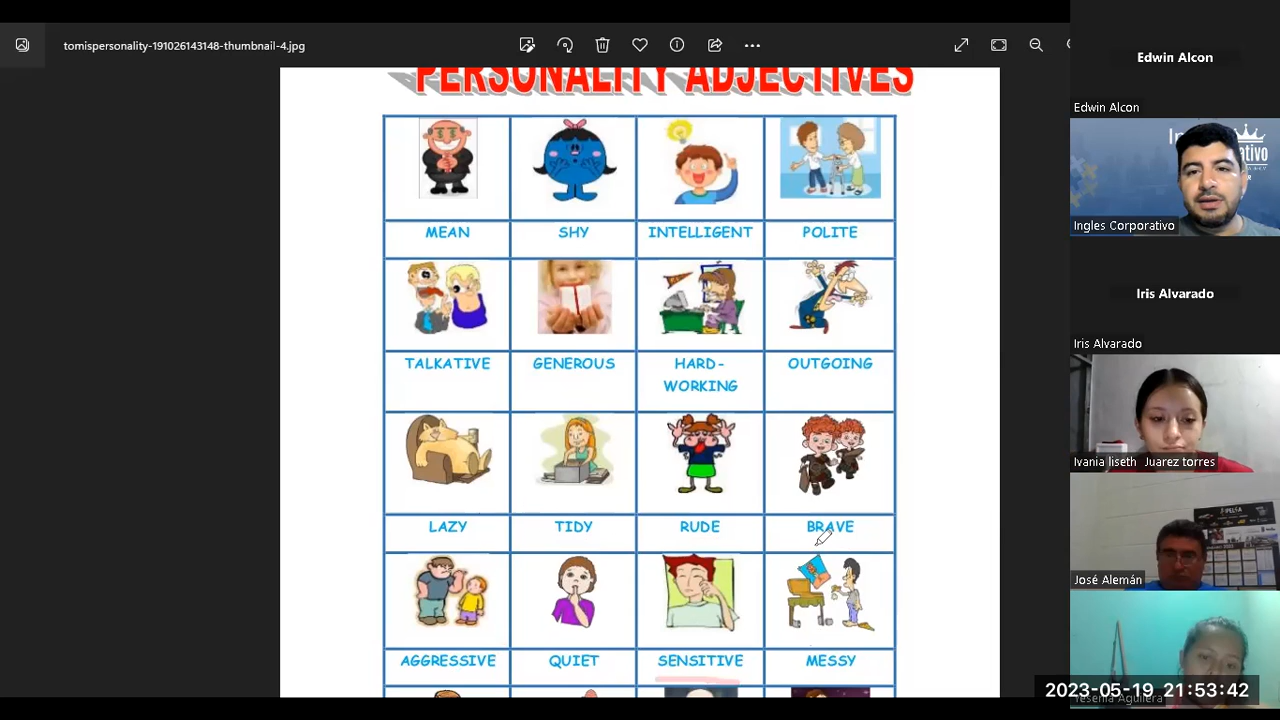 tomispersonality-191026143148-thumbnail-4.jpg
PERSONALITY ADJECTIVES
MEAN
SHY
INTELLIGENT
POLITE
TALKATIVE
GENEROUS
HARD-
WORKING
OUTGOING
LAZY
TIDY
RUDE
BRAVE
AGGRESSIVE
QUIET
SENSITIVE
MESSY
Edwin Alcon
Edwin Alcon
Ingles Corporativo
Iris Alvarado
Iris Alvarado
Ivania liseth Juarez torres
José Alemán
Yesenia Aguilera
2023-05-19 21:53:42